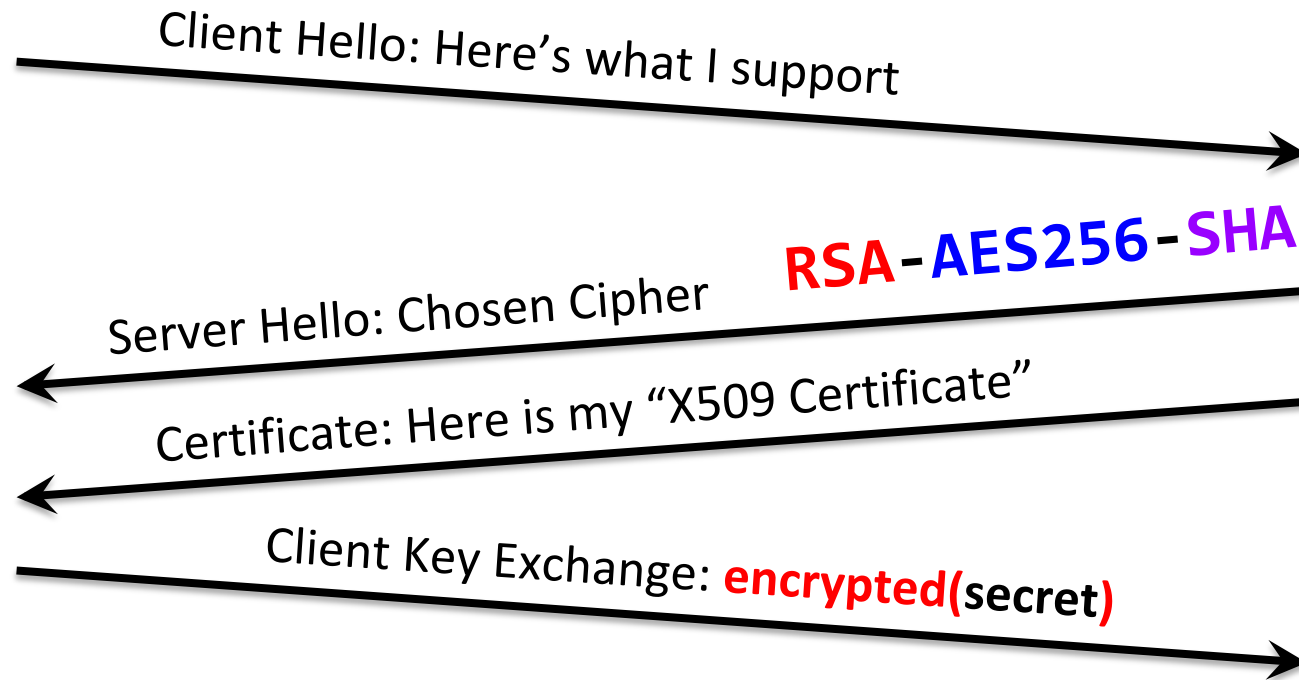 Client Hello: Here’s what I support
RSA-AES256-SHA
Server Hello: Chosen Cipher
Certificate: Here is my “X509 Certificate”
Client Key Exchange: encrypted(secret)